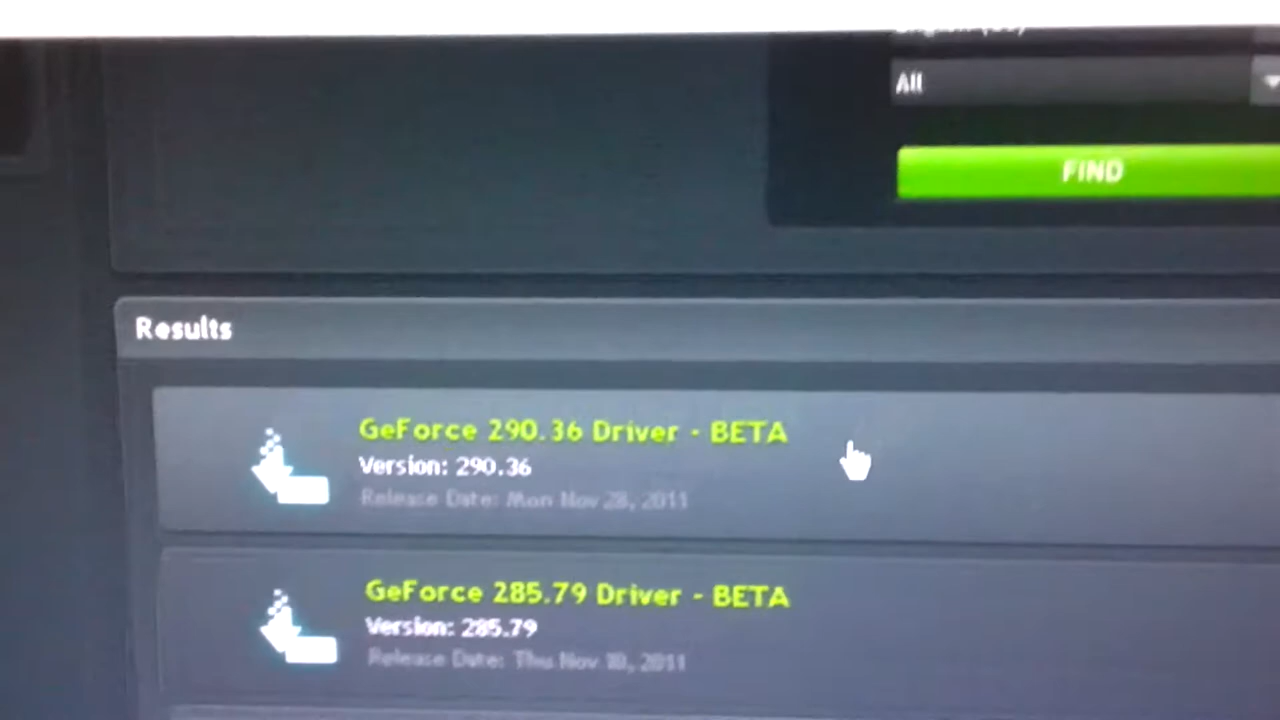 All
FIND
Results
GeForce 290.36 Driver - BETA
Version: 290.36
Release Date: Mon Nov 28, 2011
GeForce 285.79 Driver - BETA
Version: 285.79
Release Date: Thu Nov 10, 2011